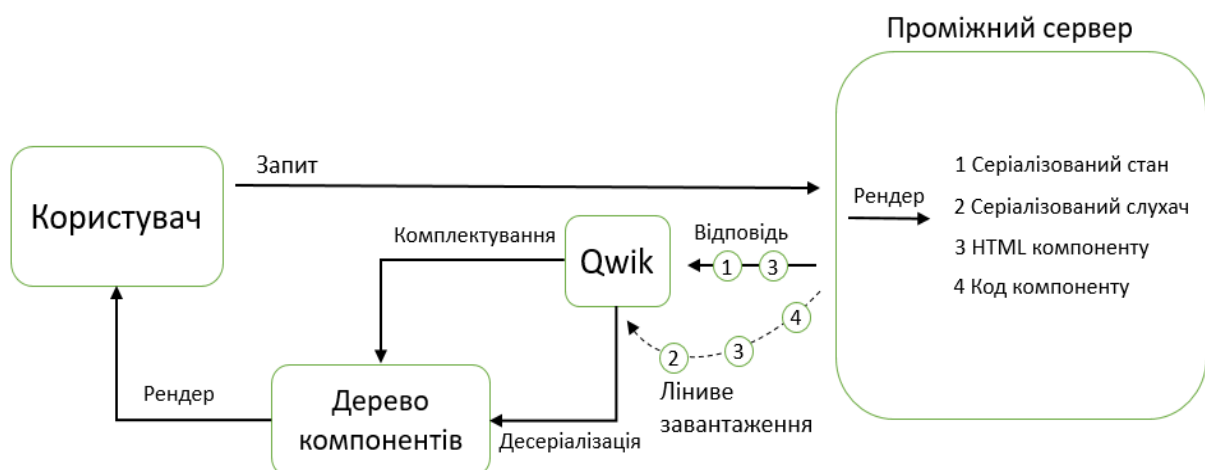 Проміжний сервер
Запит
1 Серіалізований стан
Рендер
2 Серіалізований слухач
Користувач
Комплектування
Qwik
Відповідь
3 HTML компоненту
1
3
4 Код компоненту
4
2
3
Рендер
Дерево
компонентів
Десеріалізація
Ліниве
завантаження